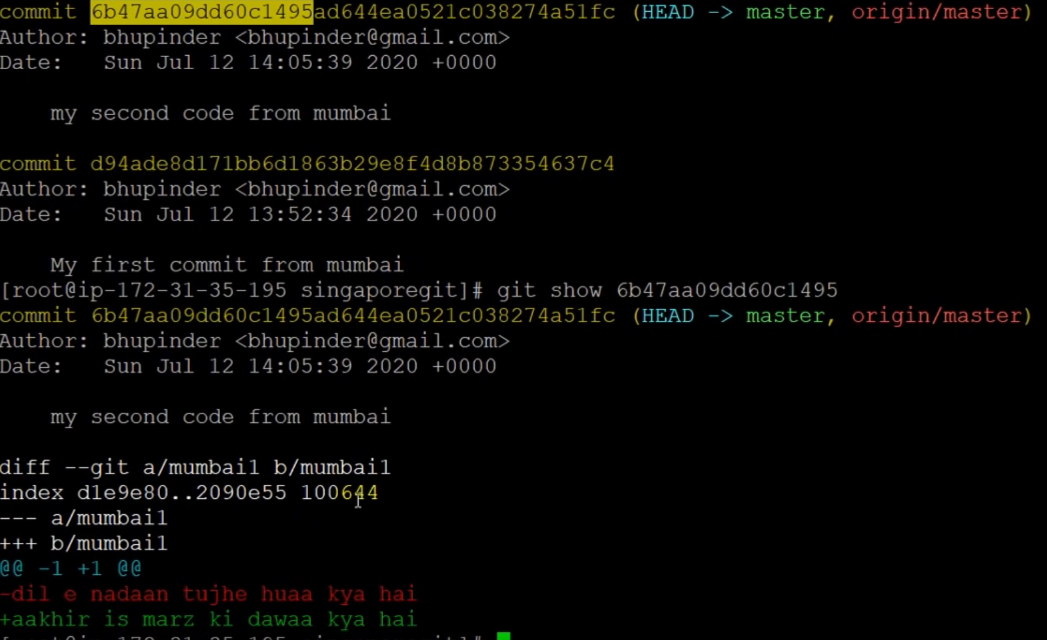 commit 6b47aa09dd60c1495ad644ea0521c038274a51fc (HEAD -> master, origin/master)
Author: bhupinder <bhupinder@gmail.com>
Date:   Sun Jul 12 14:05:39 2020 +0000
my second code from mumbai
commit d94ade8d171bb6d1863b29e8f4d8b873354637c4
Author: bhupinder <bhupinder@gmail.com>
Date:   Sun Jul 12 13:52:34 2020 +0000
My first commit from mumbai
[root@ip-172-31-35-195 singaporegit]# git show 6b47aa09dd60c1495
commit 6b47aa09dd60c1495ad644ea0521c038274a51fc (HEAD -> master, origin/master)
Author: bhupinder <bhupinder@gmail.com>
Date:   Sun Jul 12 14:05:39 2020 +0000
my second code from mumbai
diff --git a/mumbai1 b/mumbai1
index d1e9e80..2090e55 100644
--- a/mumbai1
+++ b/mumbai1
@@ -1 +1 @@
-dil e nadaan tujhe huaa kya hai
+aakhir is marz ki dawaa kya hai